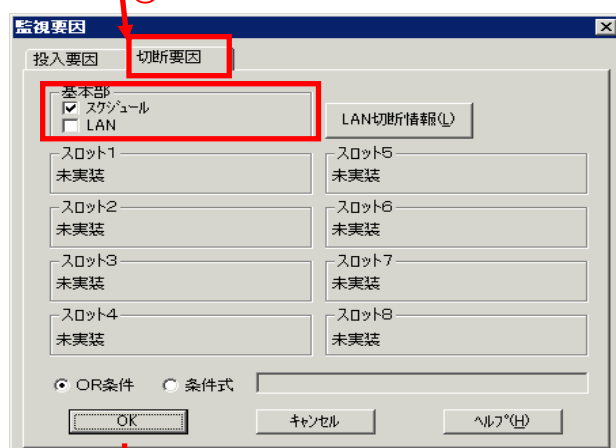 監視要因
投入要因 切断要因
基本部
スケジュール
LAN
LAN切断情報(L)
スロット1 スロット5
未実装 未実装
スロット2 スロット6
未実装 未実装
スロット3 スロット7
未実装 未実装
スロット4 スロット8
未実装 未実装
OR条件 条件式
OK キャンセル ヘルプ(H)